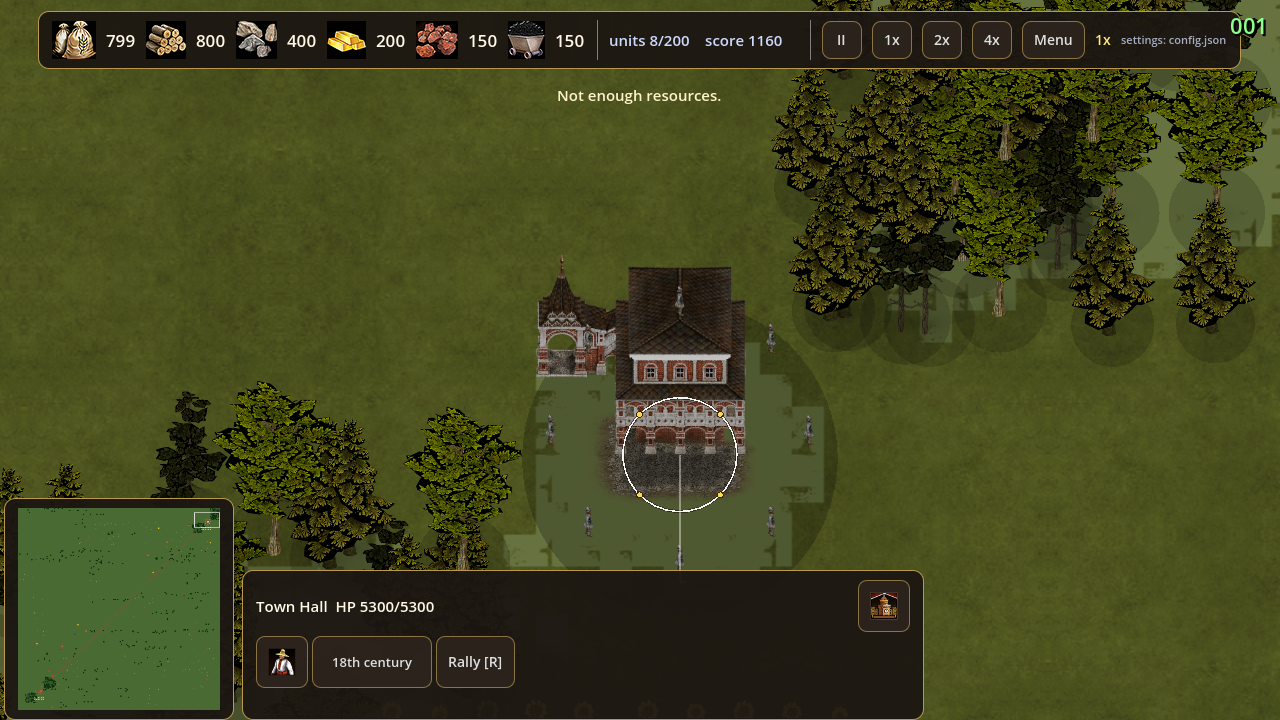 799 800 400 200 150 150 units 8/200 score 1160 II 1x 2x 4x Menu 1x settings: config.json 001
Not enough resources.
Town Hall HP 5300/5300
18th century Rally [R]